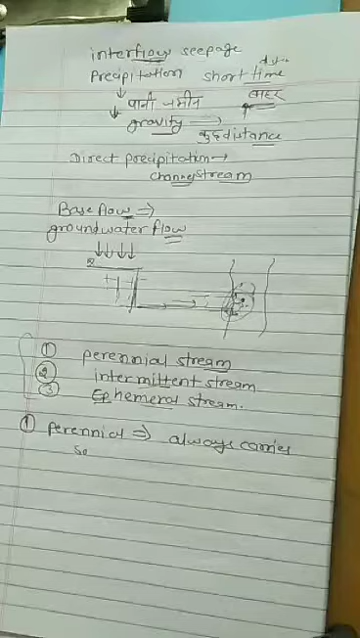 interflow seepage
Precipitation short time
पानी जमीन बाहर
gravity →
कुछ distance
Direct precipitation →
channel stream
Base flow ⇒
groundwater flow
① perennial stream
② intermittent stream
③ Ephemeral stream.
① Perennial ⇒ always carries